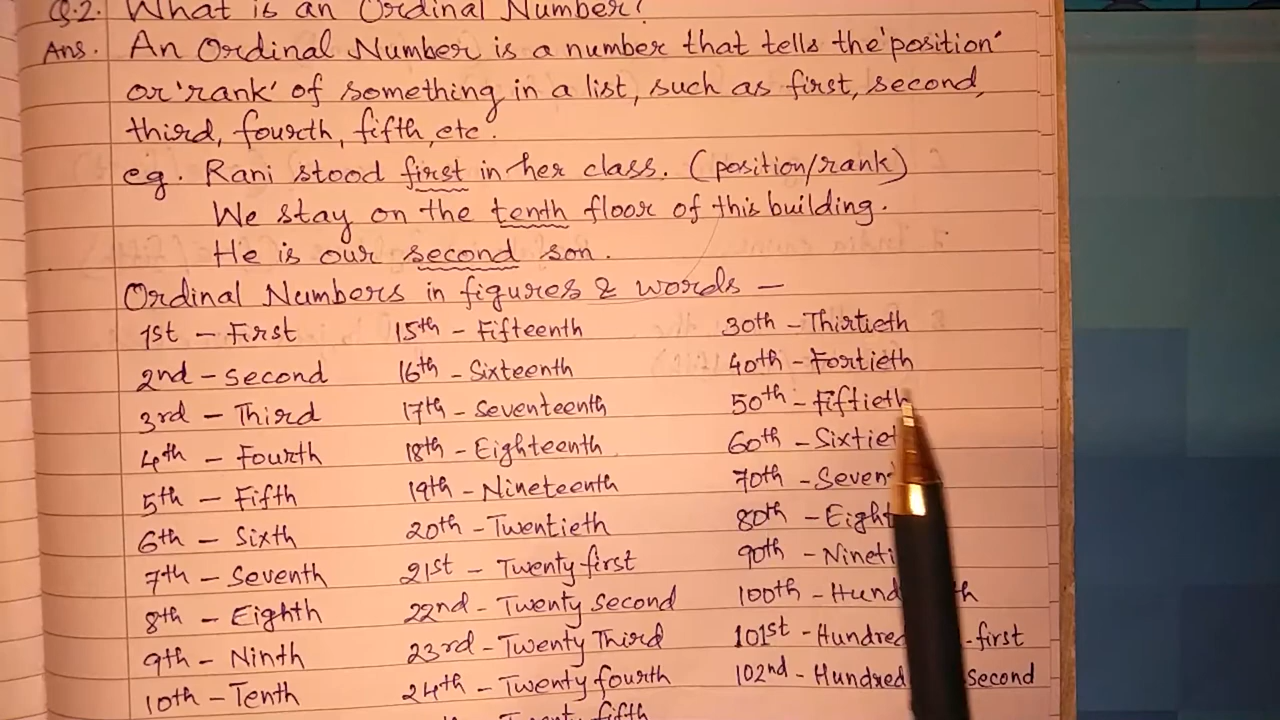 Q.2. What is an Ordinal Number?
Ans. An Ordinal Number is a number that tells the 'position'
or 'rank' of something in a list, such as first, second,
third, fourth, fifth, etc.
eg. Rani stood first in her class. (position/rank)
We stay on the tenth floor of this building.
He is our second son.
Ordinal Numbers in figures & words —
1st – First
2nd – second
3rd – Third
4th – Fourth
5th – Fifth
6th – Sixth
7th – Seventh
8th – Eighth
9th – Ninth
10th – Tenth
15th – Fifteenth
16th – Sixteenth
17th – Seventeenth
18th – Eighteenth
19th – Nineteenth
20th – Twentieth
21st – Twenty first
22nd – Twenty second
23rd – Twenty Third
24th – Twenty fourth
Twenty fifth
30th – Thirtieth
40th – Fortieth
50th – Fiftieth
60th – Sixtie
70th – Seven
80th – Eight
90th – Nineti
100th – Hund th
101st – Hundred -first
102nd – Hundred second